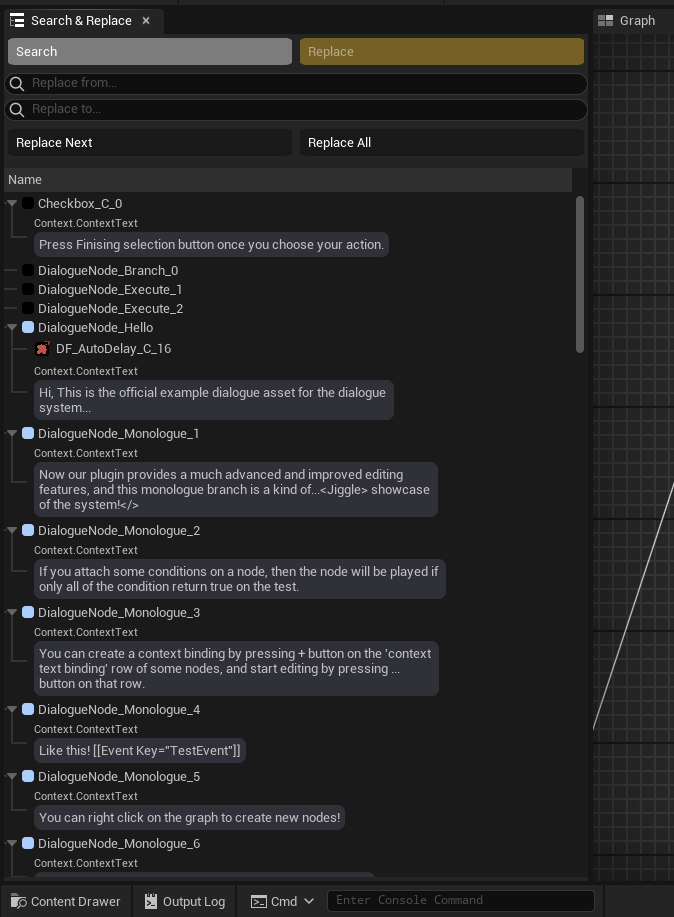 Search & Replace ×
Graph
Search
Replace
Replace from...
Replace to...
Replace Next
Replace All
Name
Checkbox_C_0
Context.ContextText
Press Finising selection button once you choose your action.
DialogueNode_Branch_0
DialogueNode_Execute_1
DialogueNode_Execute_2
DialogueNode_Hello
DF_AutoDelay_C_16
Context.ContextText
Hi, This is the official example dialogue asset for the dialogue
system...
DialogueNode_Monologue_1
Context.ContextText
Now our plugin provides a much advanced and improved editing
features, and this monologue branch is a kind of...<Jiggle> showcase
of the system!</>
DialogueNode_Monologue_2
Context.ContextText
If you attach some conditions on a node, then the node will be played if
only all of the condition return true on the test.
DialogueNode_Monologue_3
Context.ContextText
You can create a context binding by pressing + button on the 'context
text binding' row of some nodes, and start editing by pressing ...
button on that row.
DialogueNode_Monologue_4
Context.ContextText
Like this! [[Event Key="TestEvent"]]
DialogueNode_Monologue_5
Context.ContextText
You can right click on the graph to create new nodes!
DialogueNode_Monologue_6
Context.ContextText
Content Drawer
Output Log
Cmd
Enter Console Command